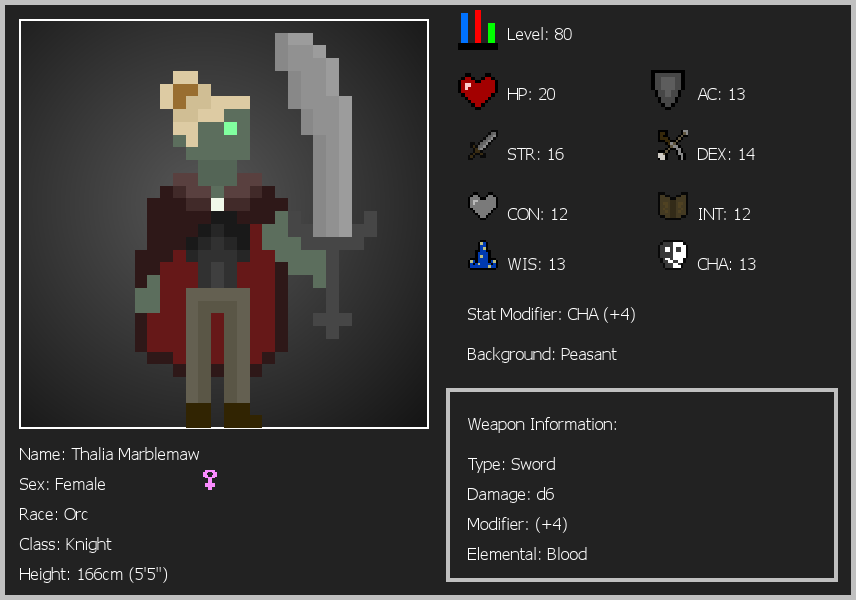 Level: 80
HP: 20
AC: 13
STR: 16
DEX: 14
CON: 12
INT: 12
WIS: 13
CHA: 13
Stat Modifier: CHA (+4)
Background: Peasant
Weapon Information:
Type: Sword
Damage: d6
Modifier: (+4)
Elemental: Blood
Name: Thalia Marblemaw
Sex: Female
Race: Orc
Class: Knight
Height: 166cm (5'5")